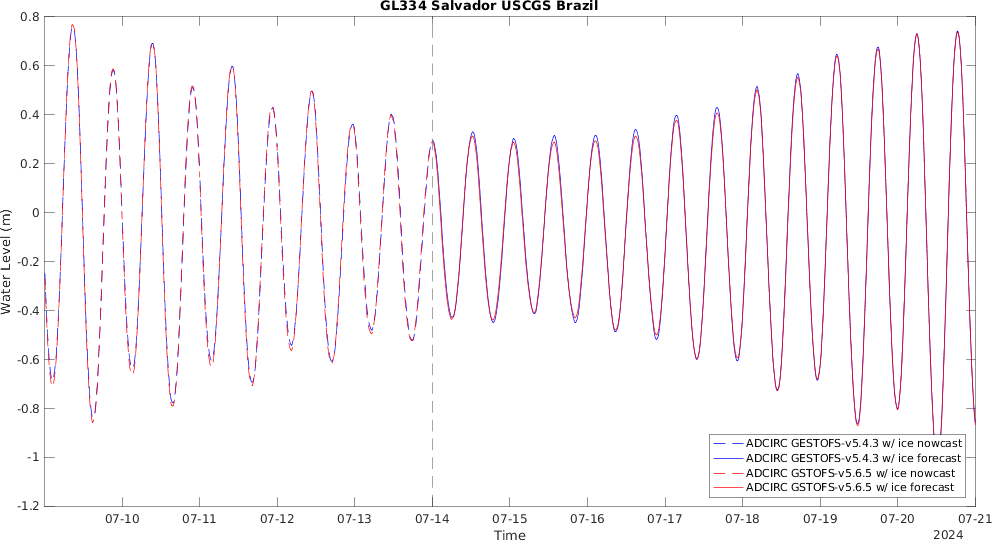 GL334 Salvador USCGS Brazil
Water Level (m)
0.8
0.6
0.4
0.2
0
-0.2
-0.4
-0.6
-0.8
-1
-1.2
ADCIRC GESTOFS-v5.4.3 w/ ice nowcast
ADCIRC GESTOFS-v5.4.3 w/ ice forecast
ADCIRC GSTOFS-v5.6.5 w/ ice nowcast
ADCIRC GSTOFS-v5.6.5 w/ ice forecast
07-10 07-11 07-12 07-13 07-14 07-15 07-16 07-17 07-18 07-19 07-20 07-21
Time
2024